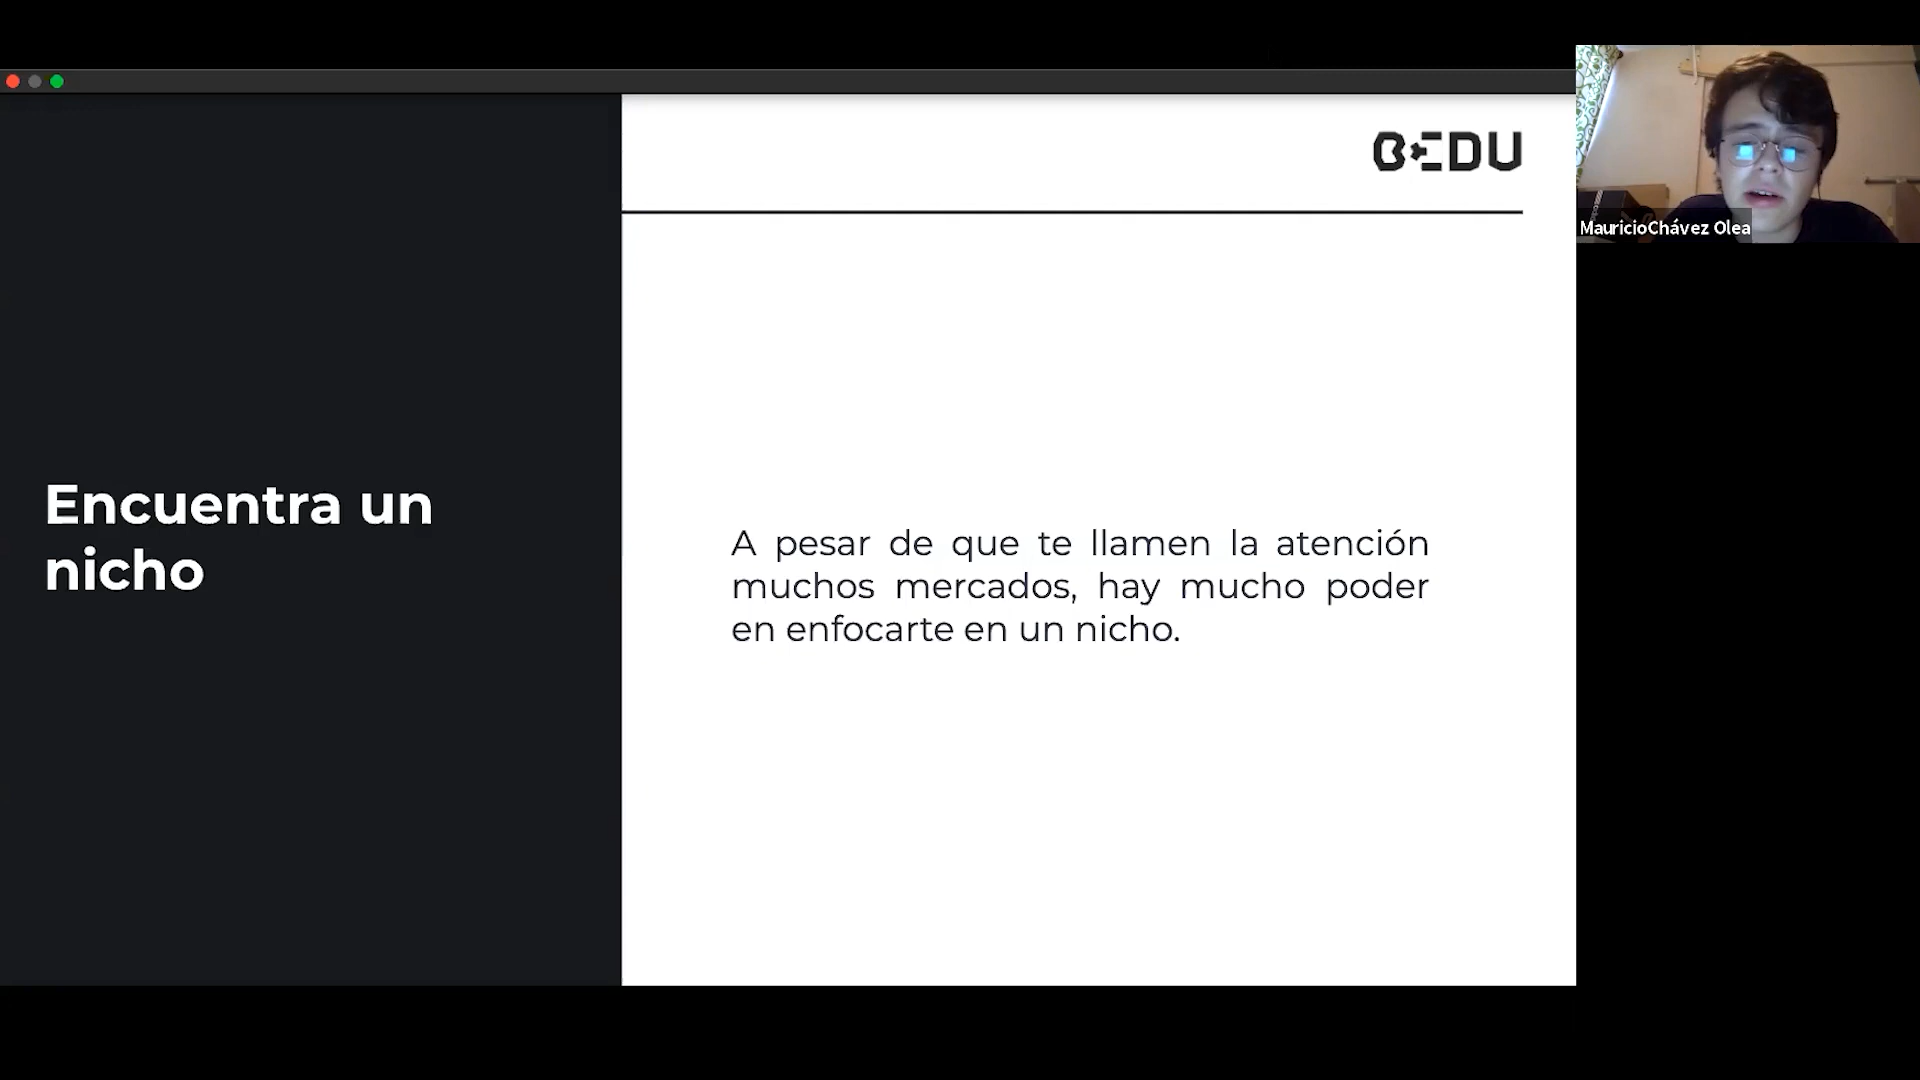 BEDU
MauricioChávez Olea
Encuentra un
nicho
A pesar de que te llamen la atención
muchos mercados, hay mucho poder
en enfocarte en un nicho.